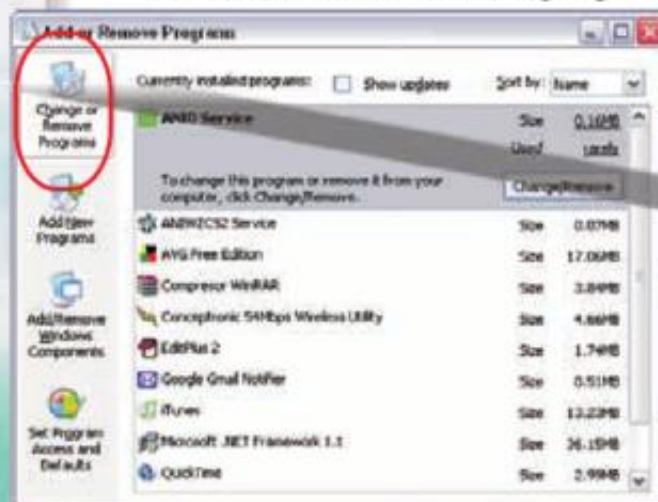 Add or Remove Programs
Change or
Remove
Programs
Add New
Programs
Add/Remove
Windows
Components
Set Program
Access and
Defaults
Currently installed programs:
Show updates
Sort by: Name
ANIO Service
Size 0.16MB
Used rarely
To change this program or remove it from your
computer, click Change/Remove.
Change/Remove
ANIWZCS2 Service Size 0.07MB
AVG Free Edition Size 17.06MB
Compresor WinRAR Size 3.84MB
Conceptronic 54Mbps Wireless Utility Size 4.66MB
EditPlus 2 Size 1.74MB
Google Gmail Notifier Size 0.51MB
iTunes Size 13.23MB
Microsoft .NET Framework 1.1 Size 36.15MB
QuickTime Size 2.99MB